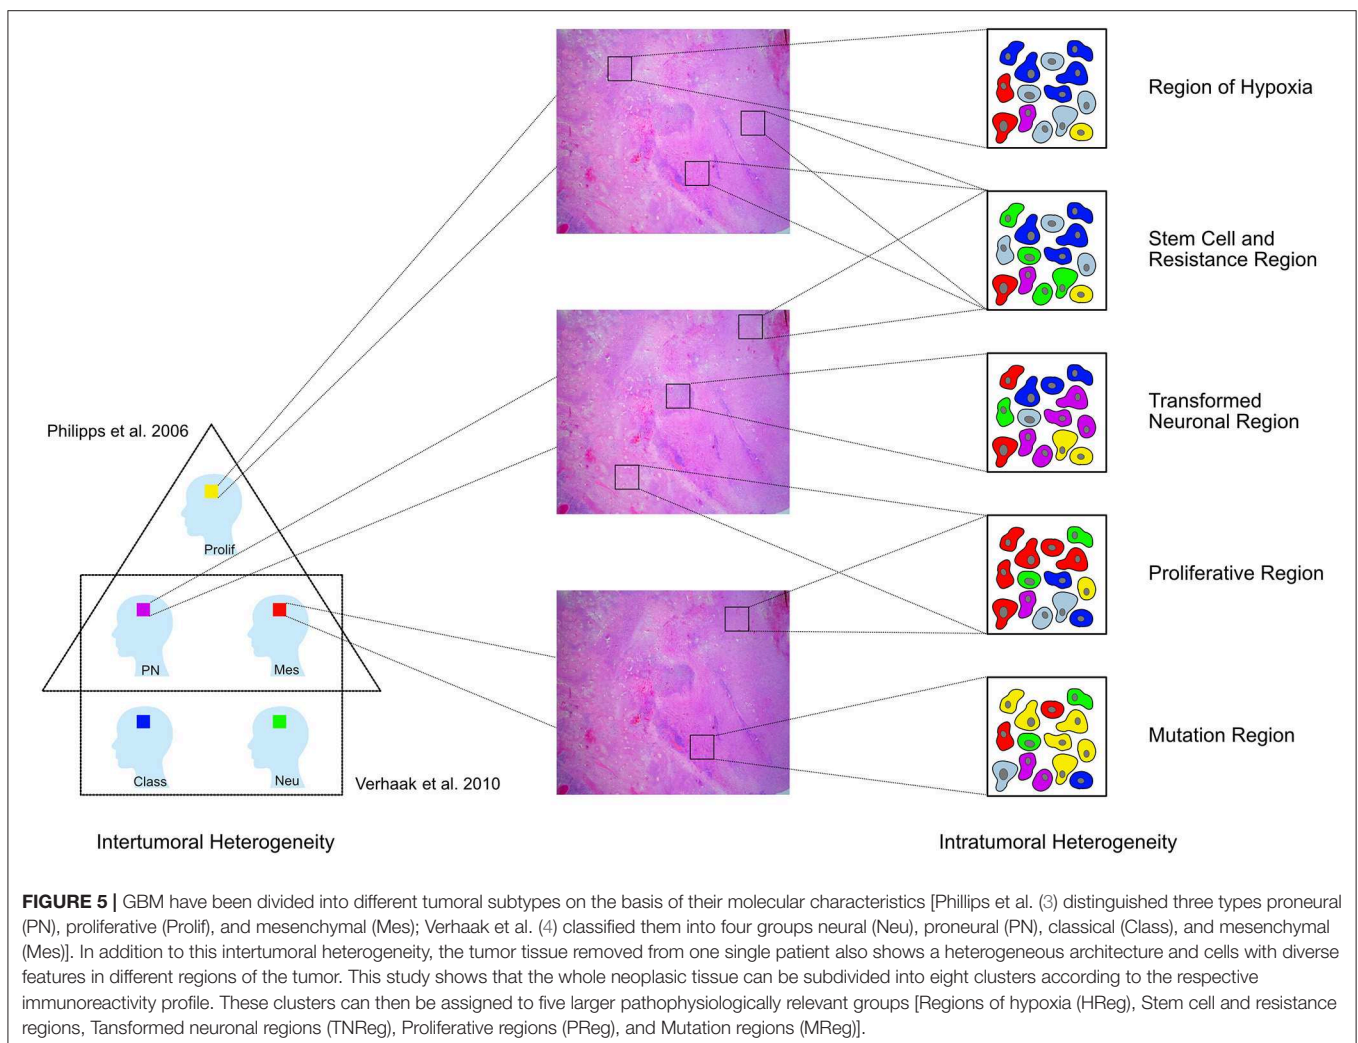 Region of Hypoxia
Stem Cell and
Resistance Region
Transformed
Neuronal Region
Philipps et al. 2006
Prolif
Proliferative Region
PN
Mes
Mutation Region
Class
Neu
Verhaak et al. 2010
Intertumoral Heterogeneity
Intratumoral Heterogeneity
FIGURE 5 | GBM have been divided into different tumoral subtypes on the basis of their molecular characteristics [Phillips et al. (3) distinguished three types proneural
(PN), proliferative (Prolif), and mesenchymal (Mes); Verhaak et al. (4) classified them into four groups neural (Neu), proneural (PN), classical (Class), and mesenchymal
(Mes)]. In addition to this intertumoral heterogeneity, the tumor tissue removed from one single patient also shows a heterogeneous architecture and cells with diverse
features in different regions of the tumor. This study shows that the whole neoplasic tissue can be subdivided into eight clusters according to the respective
immunoreactivity profile. These clusters can then be assigned to five larger pathophysiologically relevant groups [Regions of hypoxia (HReg), Stem cell and resistance
regions, Tansformed neuronal regions (TNReg), Proliferative regions (PReg), and Mutation regions (MReg)].